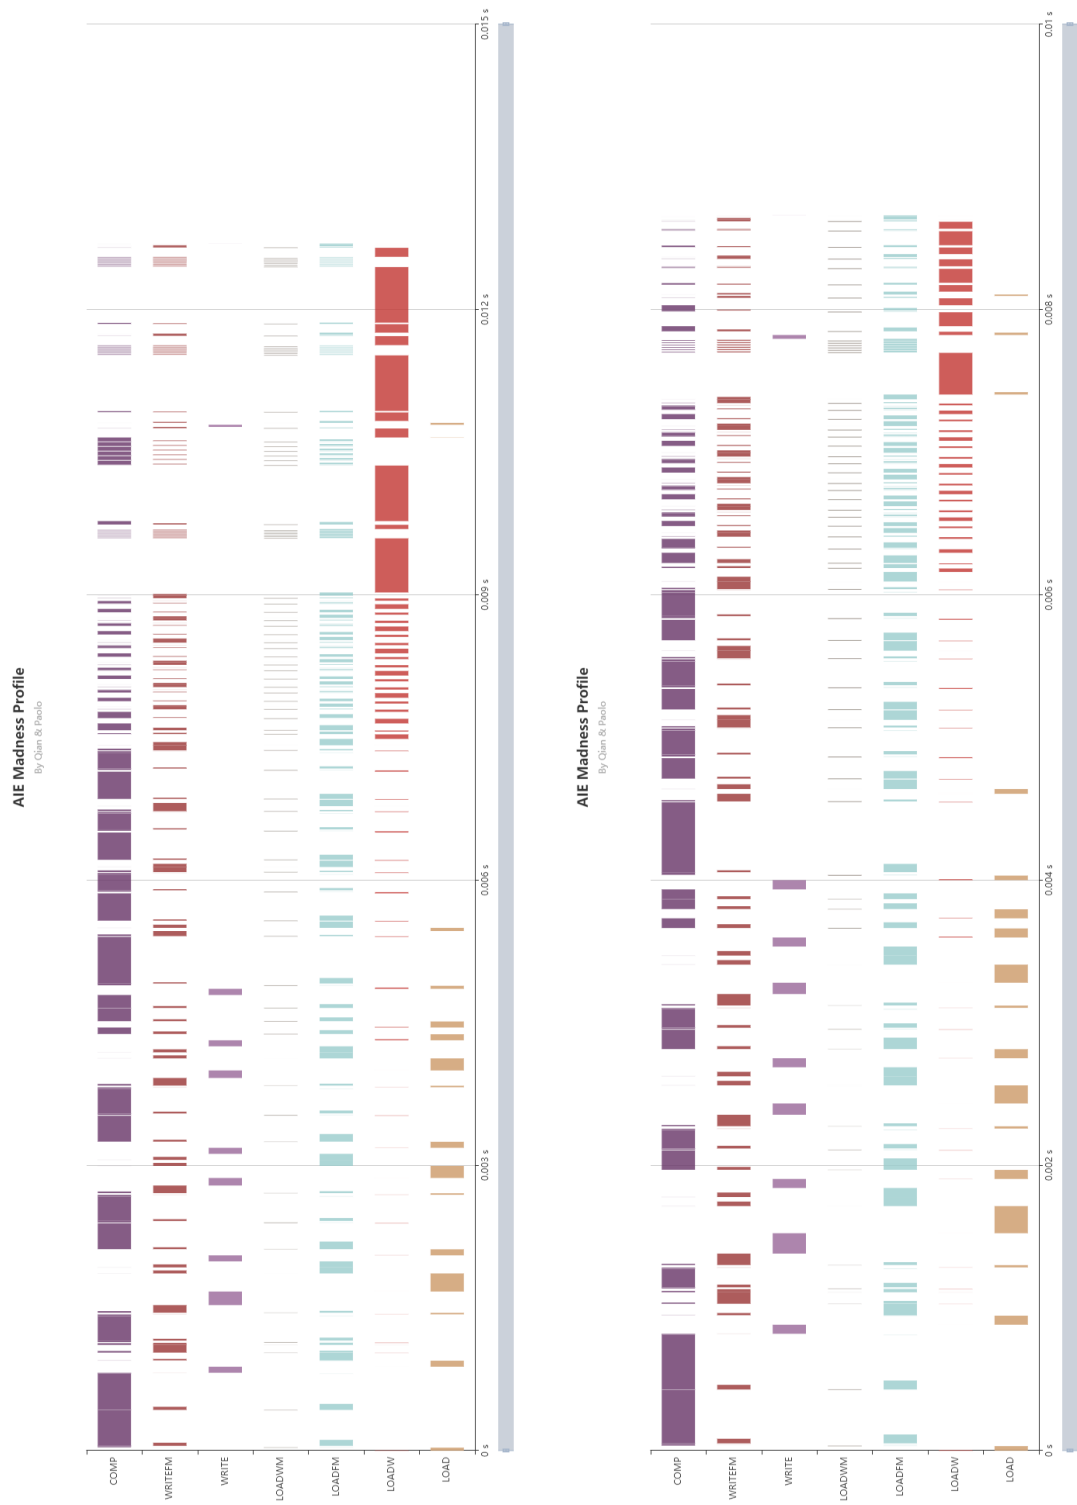 AIE Madness Profile
By Qian & Paolo
COMP
WRITEFM
WRITE
LOADWM
LOADFM
LOADW
LOAD
0 s
0.003 s
0.006 s
0.009 s
0.012 s
0.015 s
AIE Madness Profile
By Qian & Paolo
COMP
WRITEFM
WRITE
LOADWM
LOADFM
LOADW
LOAD
0 s
0.002 s
0.004 s
0.006 s
0.008 s
0.01 s